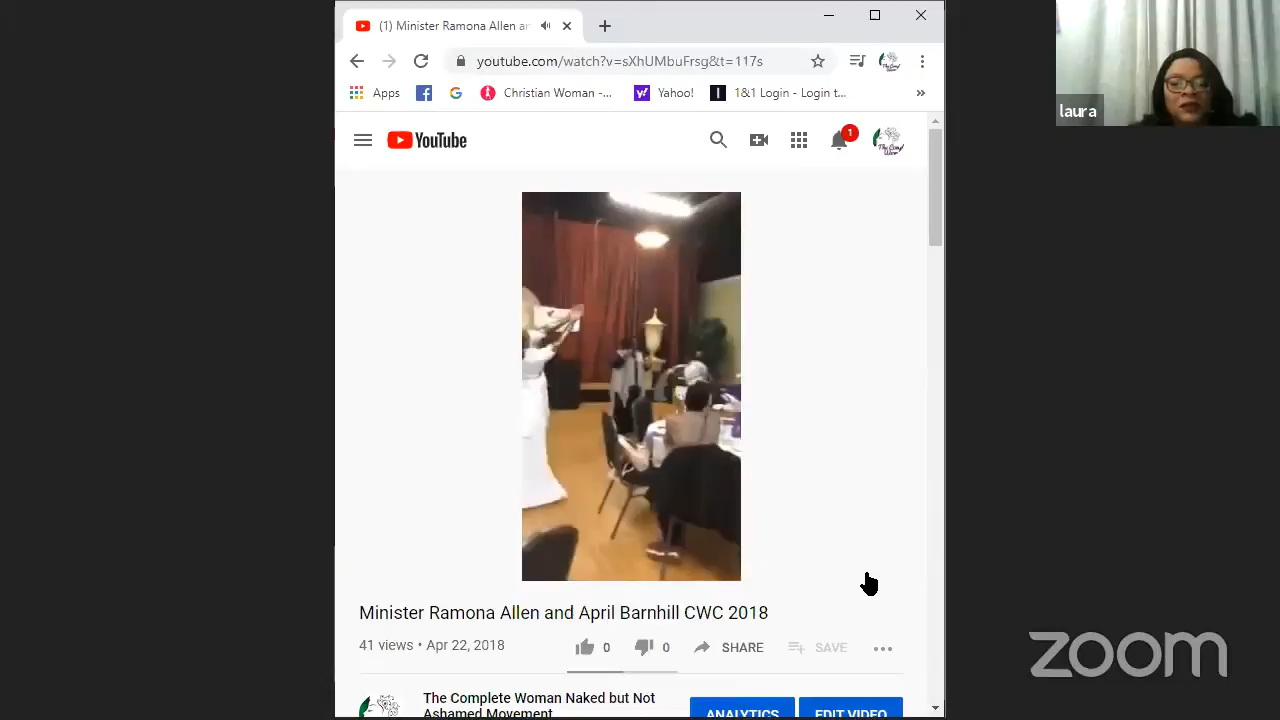 (1) Minister Ramona Allen an
youtube.com/watch?v=sXhUMbuFrsg&t=117s
Apps
Christian Woman -...
Yahoo!
1&1 Login - Login t...
YouTube
1
laura
Minister Ramona Allen and April Barnhill CWC 2018
41 views • Apr 22, 2018
0
0
SHARE
SAVE
The Complete Woman Naked but Not
Ashamed Movement
ANALYTICS
EDIT VIDEO
zoom